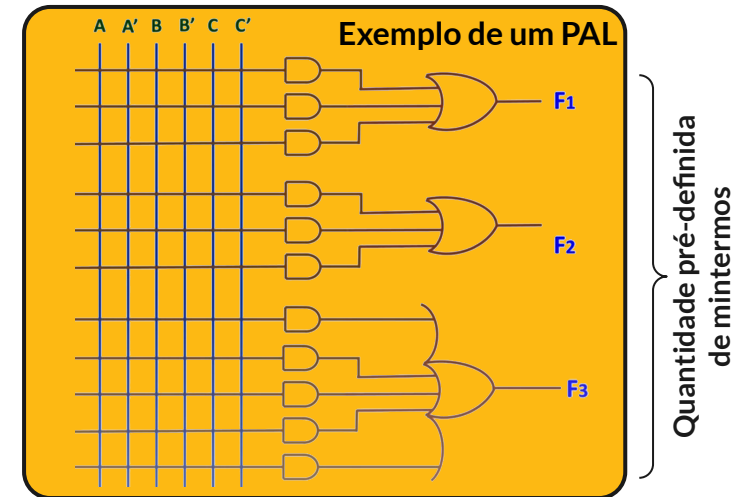 A A’ B B’ C C’
Exemplo de um PAL
F1
F2
F3
Quantidade pré-definida
de mintermos